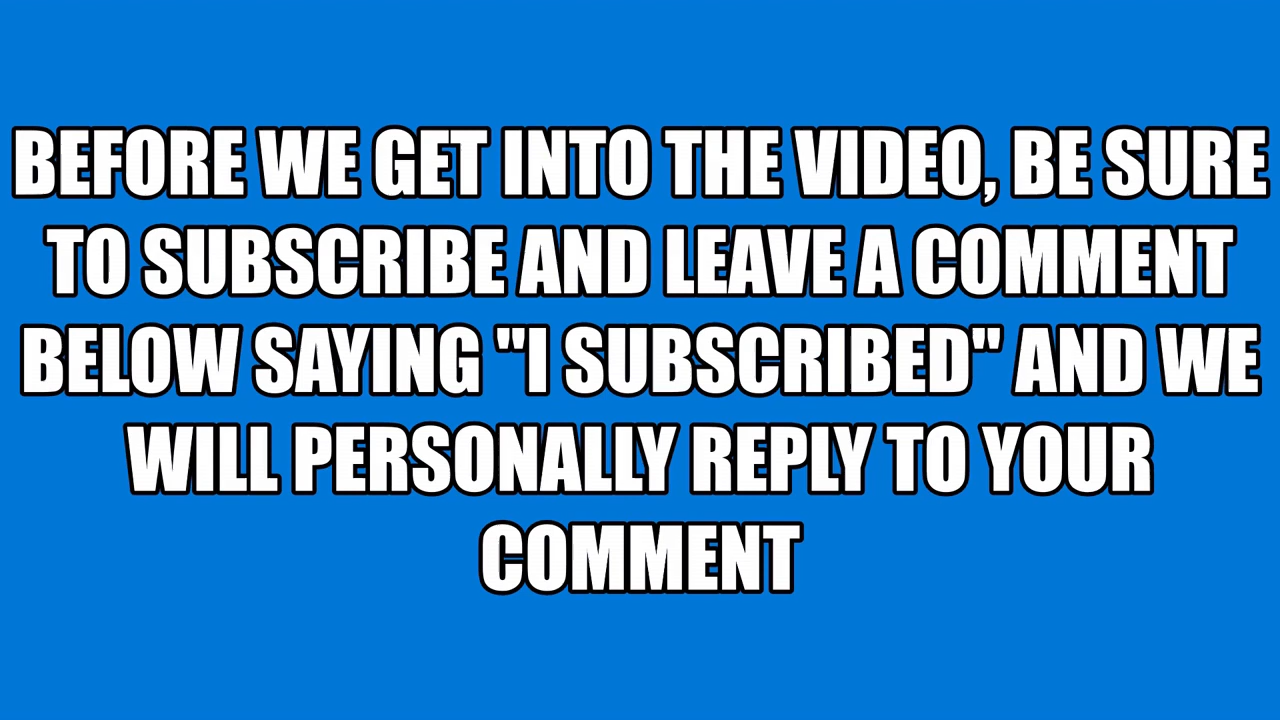 BEFORE WE GET INTO THE VIDEO, BE SURE
TO SUBSCRIBE AND LEAVE A COMMENT
BELOW SAYING "I SUBSCRIBED" AND WE
WILL PERSONALLY REPLY TO YOUR
COMMENT